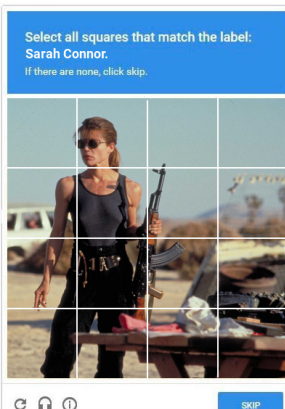 Select all squares that match the label:
Sarah Connor.
If there are none, click skip.
SKIP